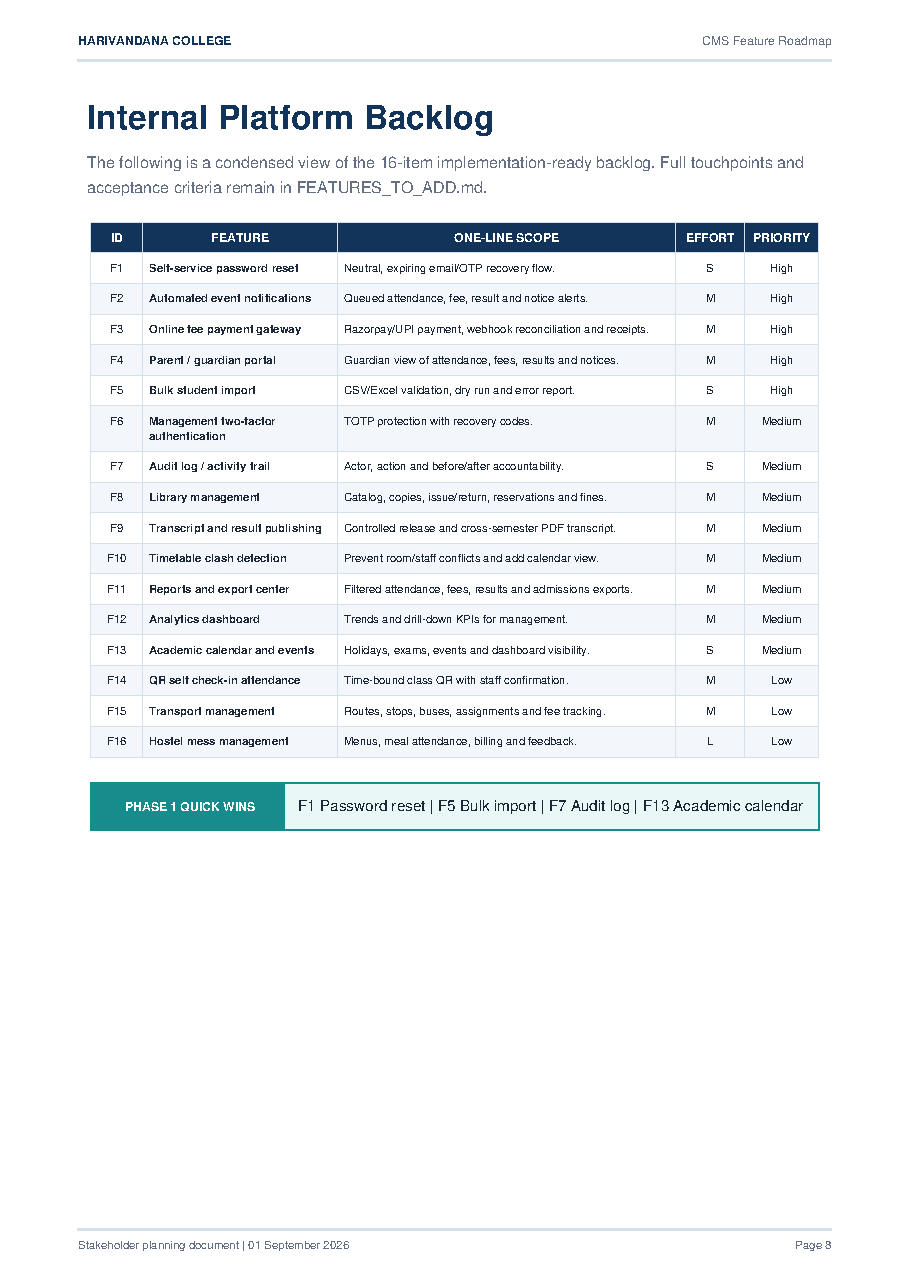 HARIVANDANA COLLEGE
CMS Feature Roadmap
Internal Platform Backlog
The following is a condensed view of the 16-item implementation-ready backlog. Full touchpoints and
acceptance criteria remain in FEATURES_TO_ADD.md.
ID FEATURE ONE-LINE SCOPE EFFORT PRIORITY
F1 Self-service password reset Neutral, expiring email/OTP recovery flow. S High
F2 Automated event notifications Queued attendance, fee, result and notice alerts. M High
F3 Online fee payment gateway Razorpay/UPI payment, webhook reconciliation and receipts. M High
F4 Parent / guardian portal Guardian view of attendance, fees, results and notices. M High
F5 Bulk student import CSV/Excel validation, dry run and error report. S High
F6 Management two-factor TOTP protection with recovery codes. M Medium
authentication
F7 Audit log / activity trail Actor, action and before/after accountability. S Medium
F8 Library management Catalog, copies, issue/return, reservations and fines. M Medium
F9 Transcript and result publishing Controlled release and cross-semester PDF transcript. M Medium
F10 Timetable clash detection Prevent room/staff conflicts and add calendar view. M Medium
F11 Reports and export center Filtered attendance, fees, results and admissions exports. M Medium
F12 Analytics dashboard Trends and drill-down KPIs for management. M Medium
F13 Academic calendar and events Holidays, exams, events and dashboard visibility. S Medium
F14 QR self check-in attendance Time-bound class QR with staff confirmation. M Low
F15 Transport management Routes, stops, buses, assignments and fee tracking. M Low
F16 Hostel mess management Menus, meal attendance, billing and feedback. L Low
PHASE 1 QUICK WINS F1 Password reset | F5 Bulk import | F7 Audit log | F13 Academic calendar
Stakeholder planning document | 01 September 2026
Page 8